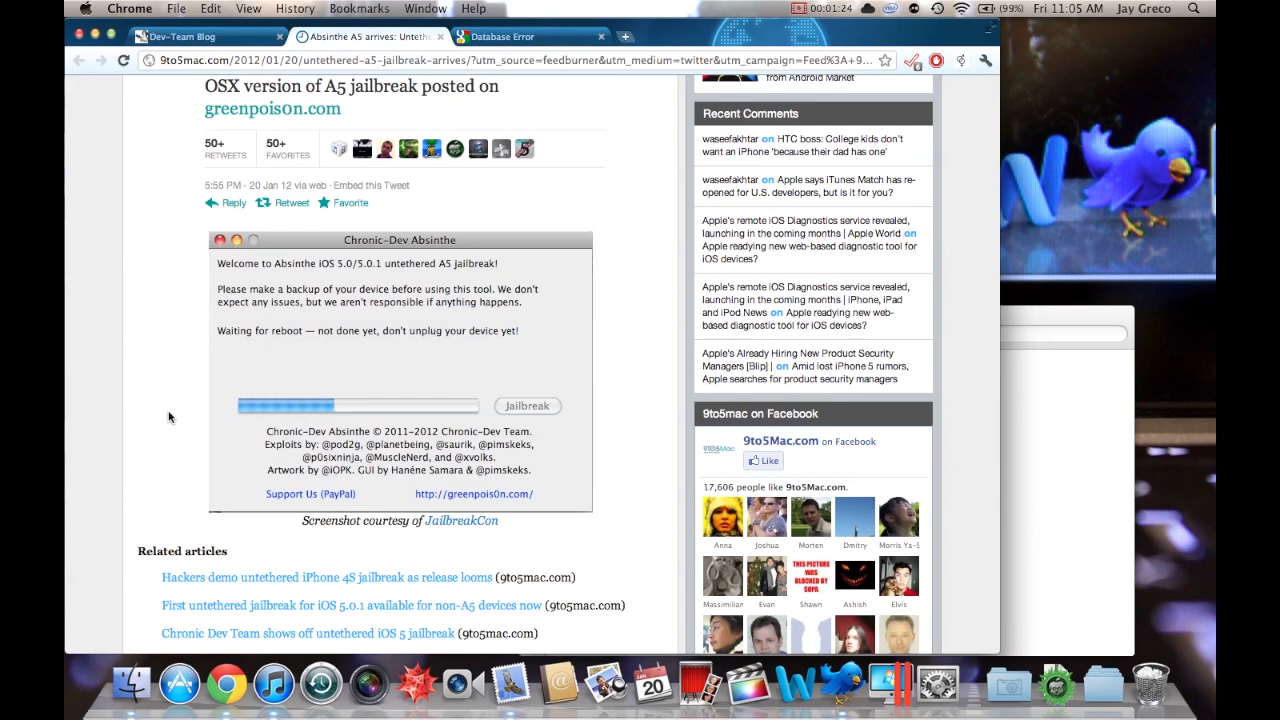 Chrome File Edit View History Bookmarks Window Help 00:01:24 (99%) Fri 11:05 AM Jay Greco
Dev-Team Blog
Absinthe A5 arrives: Untethe
Database Error
9to5mac.com/2012/01/20/untethered-a5-jailbreak-arrives/?utm_source=feedburner&utm_medium=twitter&utm_campaign=Feed%3A+9...
OSX version of A5 jailbreak posted on
greenpois0n.com
50+
RETWEETS
50+
FAVORITES
5:55 PM - 20 Jan 12 via web · Embed this Tweet
Reply Retweet Favorite
Chronic-Dev Absinthe
Welcome to Absinthe iOS 5.0/5.0.1 untethered A5 jailbreak!
Please make a backup of your device before using this tool. We don't
expect any issues, but we aren't responsible if anything happens.
Waiting for reboot — not done yet, don't unplug your device yet!
Jailbreak
Chronic-Dev Absinthe © 2011-2012 Chronic-Dev Team.
Exploits by: @pod2g, @planetbeing, @saurik, @pimskeks,
@p0sixninja, @MuscleNerd, and @xvolks.
Artwork by @iOPK. GUI by Hanéne Samara & @pimskeks.
Support Us (PayPal) http://greenpois0n.com/
Screenshot courtesy of JailbreakCon
Related articles
Hackers demo untethered iPhone 4S jailbreak as release looms (9to5mac.com)
First untethered jailbreak for iOS 5.0.1 available for non-A5 devices now (9to5mac.com)
Chronic Dev Team shows off untethered iOS 5 jailbreak (9to5mac.com)
from Android Market
Recent Comments
waseefakhtar on HTC boss: College kids don't
want an iPhone 'because their dad has one'
waseefakhtar on Apple says iTunes Match has re-
opened for U.S. developers, but is it for you?
Apple's remote iOS Diagnostics service revealed,
launching in the coming months | Apple World on
Apple readying new web-based diagnostic tool for
iOS devices?
Apple's remote iOS Diagnostics service revealed,
launching in the coming months | iPhone, iPad
and iPod News on Apple readying new web-
based diagnostic tool for iOS devices?
Apple's Already Hiring New Product Security
Managers [Blip] | on Amid lost iPhone 5 rumors,
Apple searches for product security managers
9to5mac on Facebook
9to5Mac.com on Facebook
Like
17,606 people like 9to5Mac.com.
Anna Joshua Morten Dmitry Morris Ya-S
THIS PICTURE
WAS
BLOCKED BY
SOPA
Massimilian Evan Shawn Ashish Elvis
JAN
20